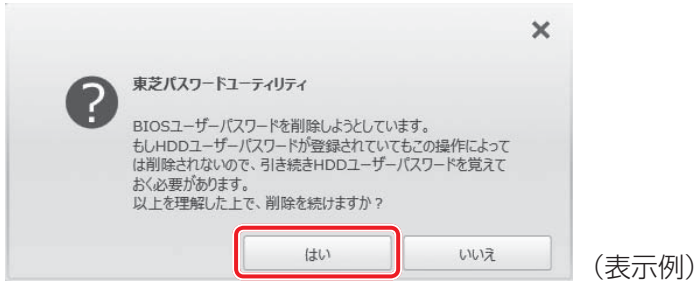 東芝パスワードユーティリティ
BIOSユーザーパスワードを削除しようとしています。
もしHDDユーザーパスワードが登録されていてもこの操作によって
は削除されないので、引き続きHDDユーザーパスワードを覚えて
おく必要があります。
以上を理解した上で、削除を続けますか？
はい いいえ
（表示例）